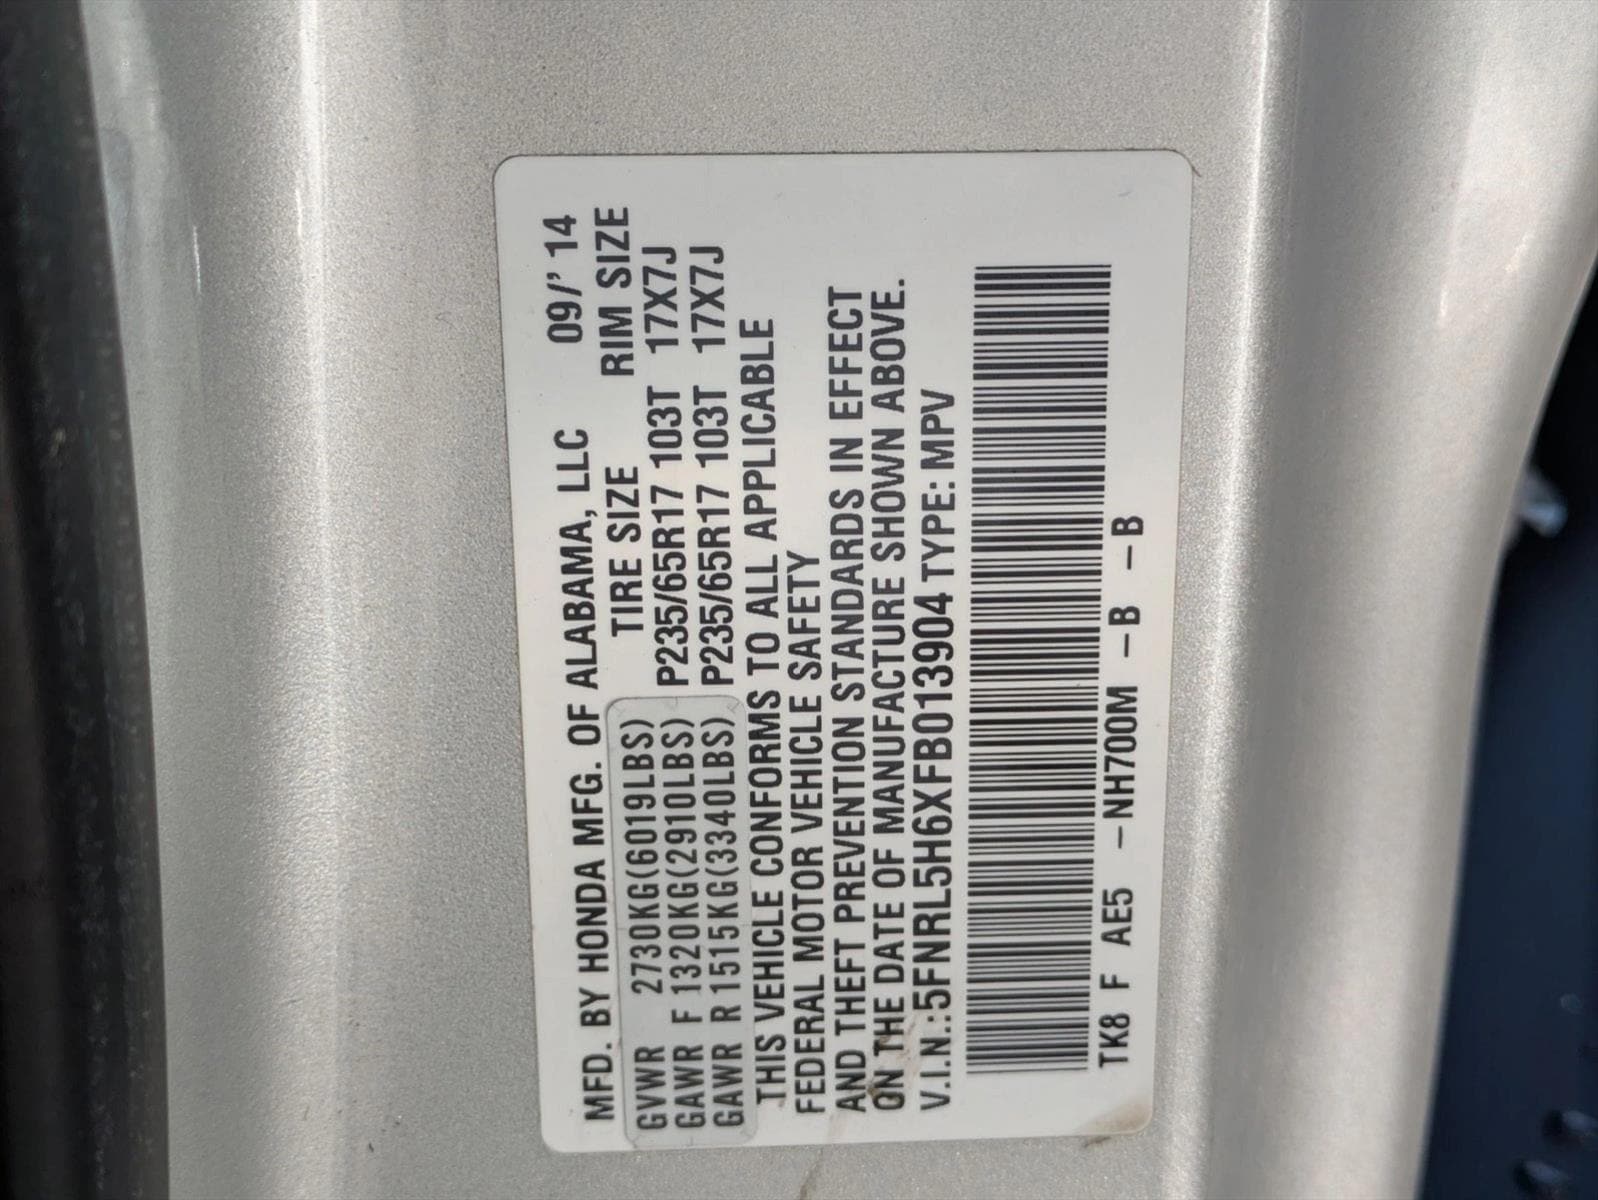 MFD. BY HONDA MFG. OF ALABAMA, LLC 09/' 14
TIRE SIZE RIM SIZE
GVWR 2730KG(6019LBS)
GAWR F 1320KG(2910LBS) P235/65R17 103T 17X7J
GAWR R 1515KG(3340LBS) P235/65R17 103T 17X7J
THIS VEHICLE CONFORMS TO ALL APPLICABLE
FEDERAL MOTOR VEHICLE SAFETY
AND THEFT PREVENTION STANDARDS IN EFFECT
ON THE DATE OF MANUFACTURE SHOWN ABOVE.
V.I.N.:5FNRL5H6XFB013904 TYPE: MPV
TK8 F AE5 –NH700M –B –B